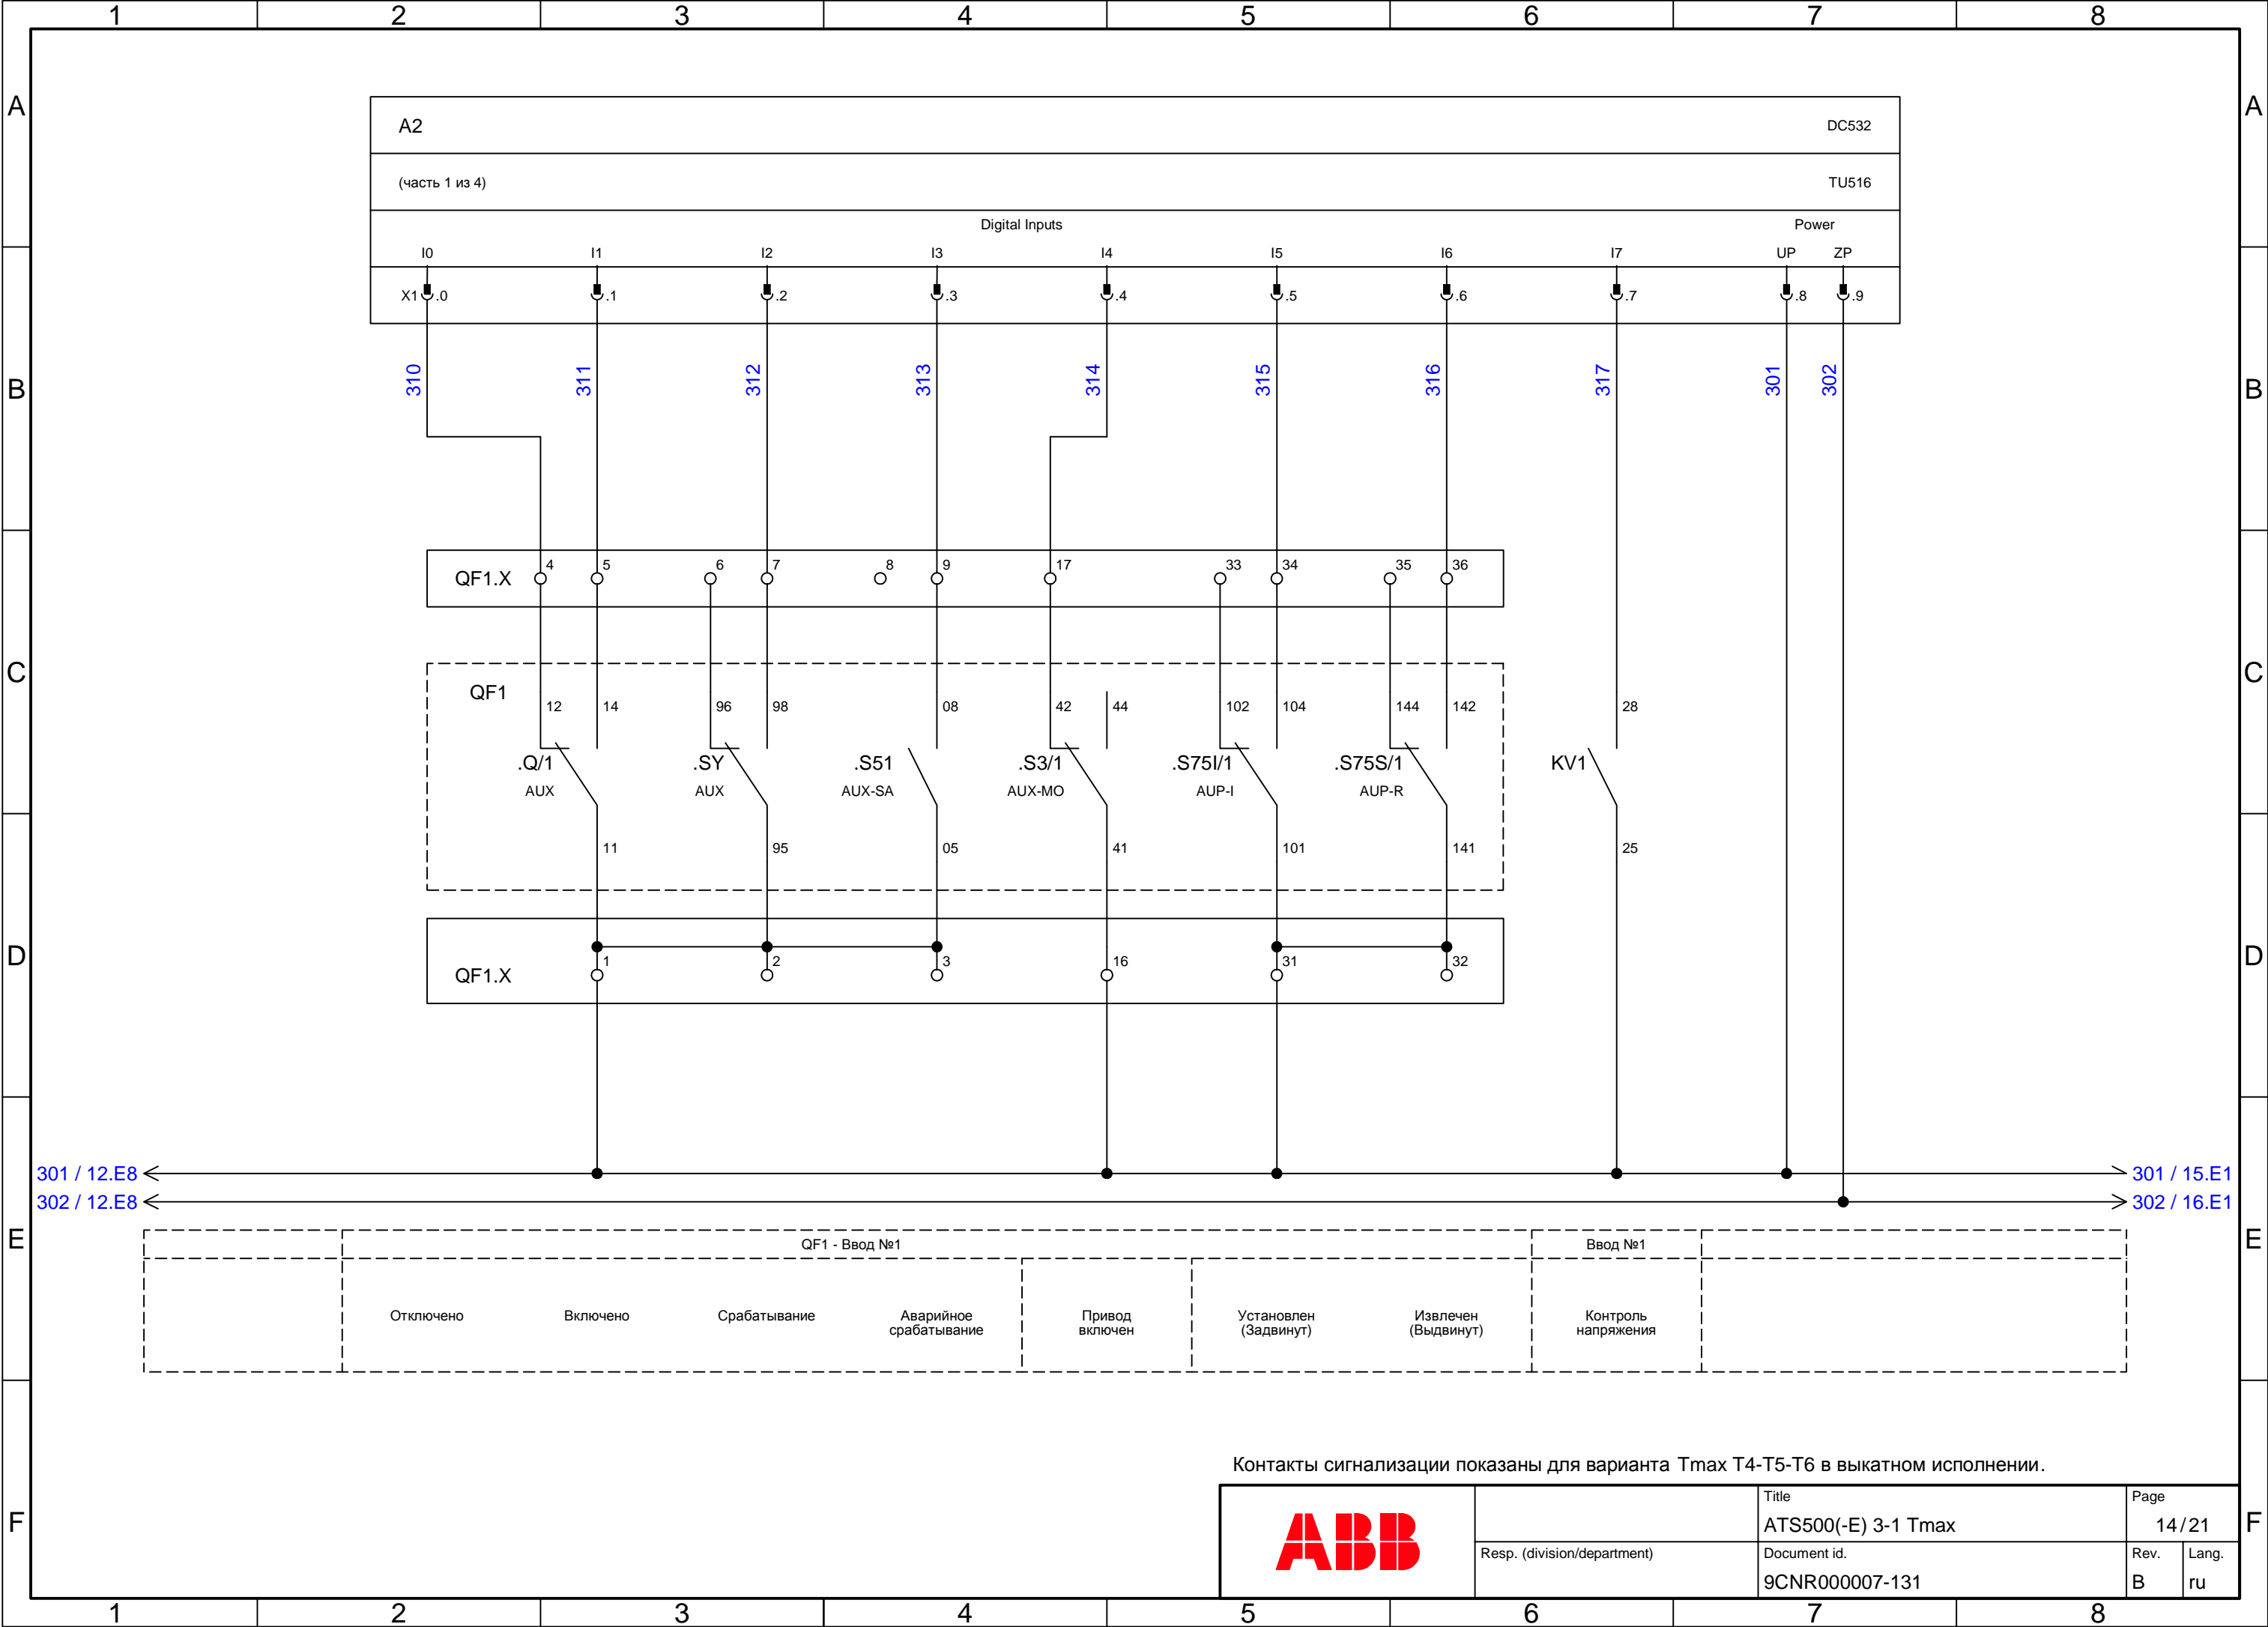 1 2 3 4 5 6 7 8
A A
A2 DC532
(часть 1 из 4) TU516
Digital Inputs Power
I0 I1 I2 I3 I4 I5 I6 I7 UP ZP
X1 .0 .1 .2 .3 .4 .5 .6 .7 .8 .9
310 311 312 313 314 315 316 317 301 302
B B
QF1.X 4 5 6 7 8 9 17 33 34 35 36
C C
QF1
12 14 96 98 08 42 44 102 104 144 142 28
.Q/1 .SY .S51 .S3/1 .S75I/1 .S75S/1 KV1
AUX AUX AUX-SA AUX-MO AUP-I AUP-R
11 95 05 41 101 141 25
D D
QF1.X 1 2 3 16 31 32
301 / 12.E8 301 / 15.E1
302 / 12.E8 302 / 16.E1
E E
QF1 - Ввод №1 Ввод №1
Отключено
Включено
Срабатывание
Аварийное
срабатывание
Привод
включен
Установлен
(Задвинут)
Извлечен
(Выдвинут)
Контроль
напряжения
Контакты сигнализации показаны для варианта Tmax T4-T5-T6 в выкатном исполнении.
F F
ABB
Title
ATS500(-E) 3-1 Tmax
Page
14/21
Resp. (division/department)
Document id.
9CNR000007-131
Rev.
B
Lang.
ru
1 2 3 4 5 6 7 8